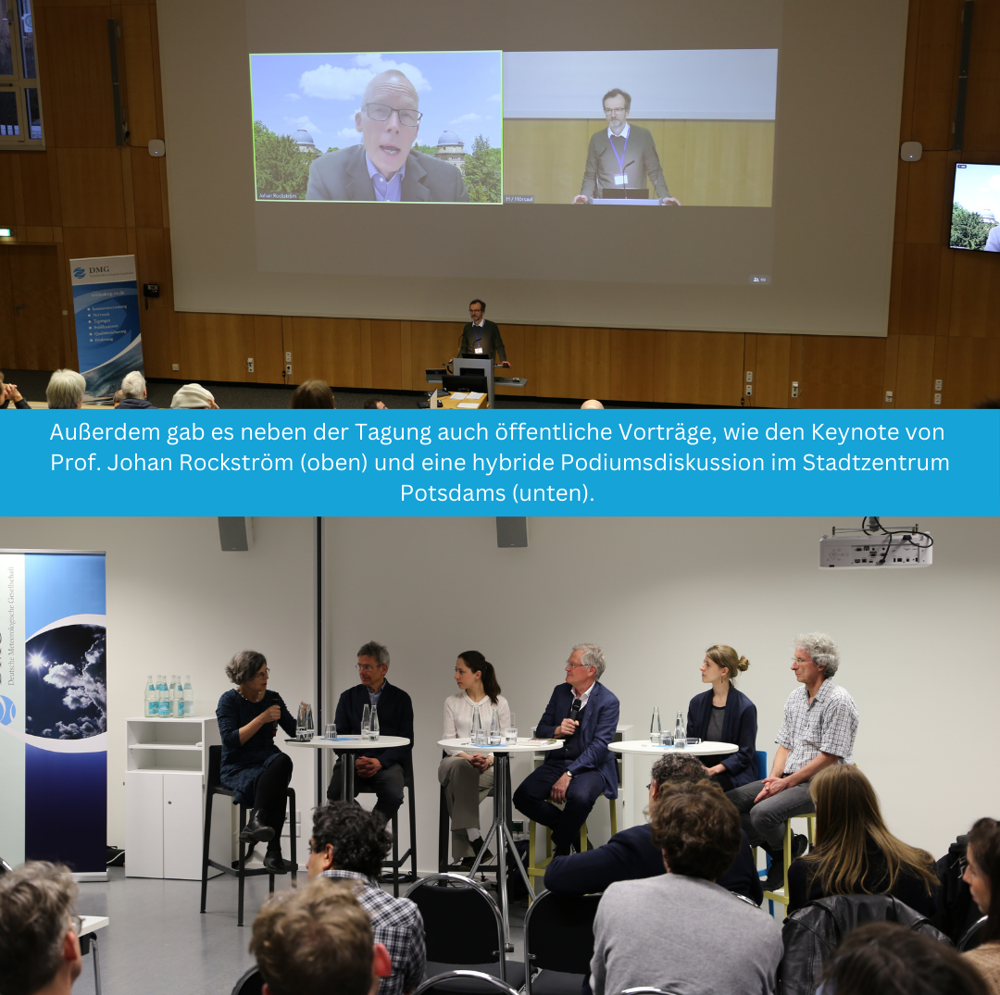 Johan Rockström
H / Hörsaal
DMG
Außerdem gab es neben der Tagung auch öffentliche Vorträge, wie den Keynote von
Prof. Johan Rockström (oben) und eine hybride Podiumsdiskussion im Stadtzentrum
Potsdams (unten).
Deutsche Meteorologische Gesellschaft